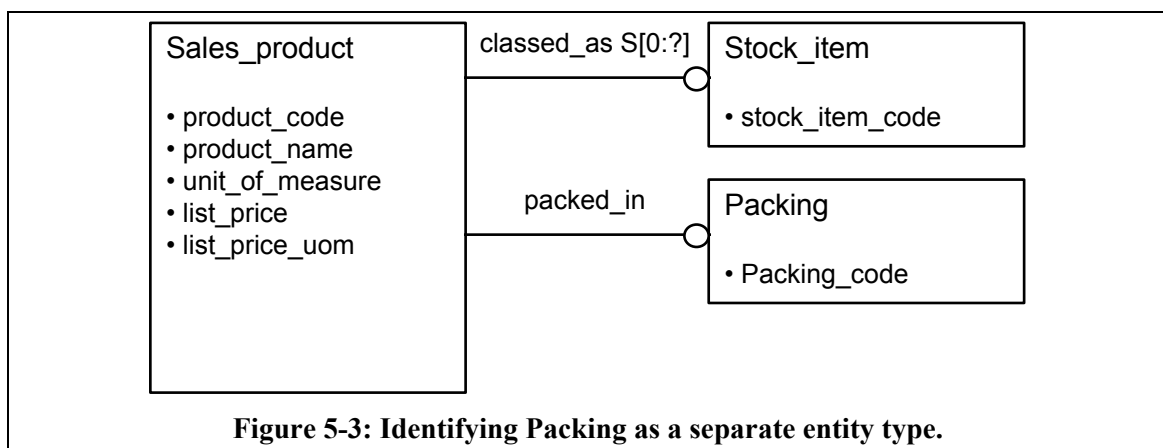 Sales_product
• product_code
• product_name
• unit_of_measure
• list_price
• list_price_uom
classed_as S[0:?]
Stock_item
• stock_item_code
packed_in
Packing
• Packing_code
Figure 5-3: Identifying Packing as a separate entity type.